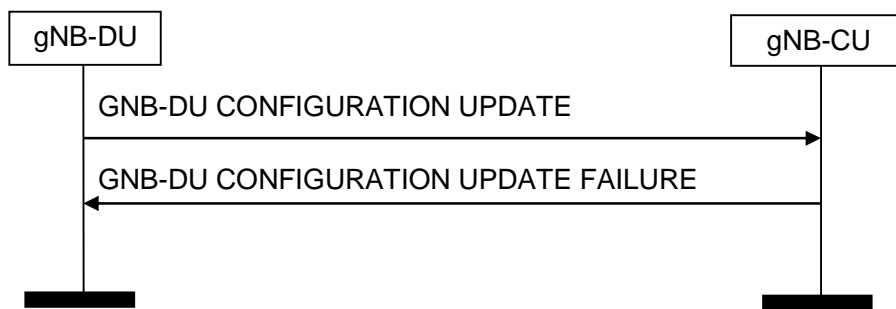 gNB-DU
gNB-CU
GNB-DU CONFIGURATION UPDATE
GNB-DU CONFIGURATION UPDATE FAILURE